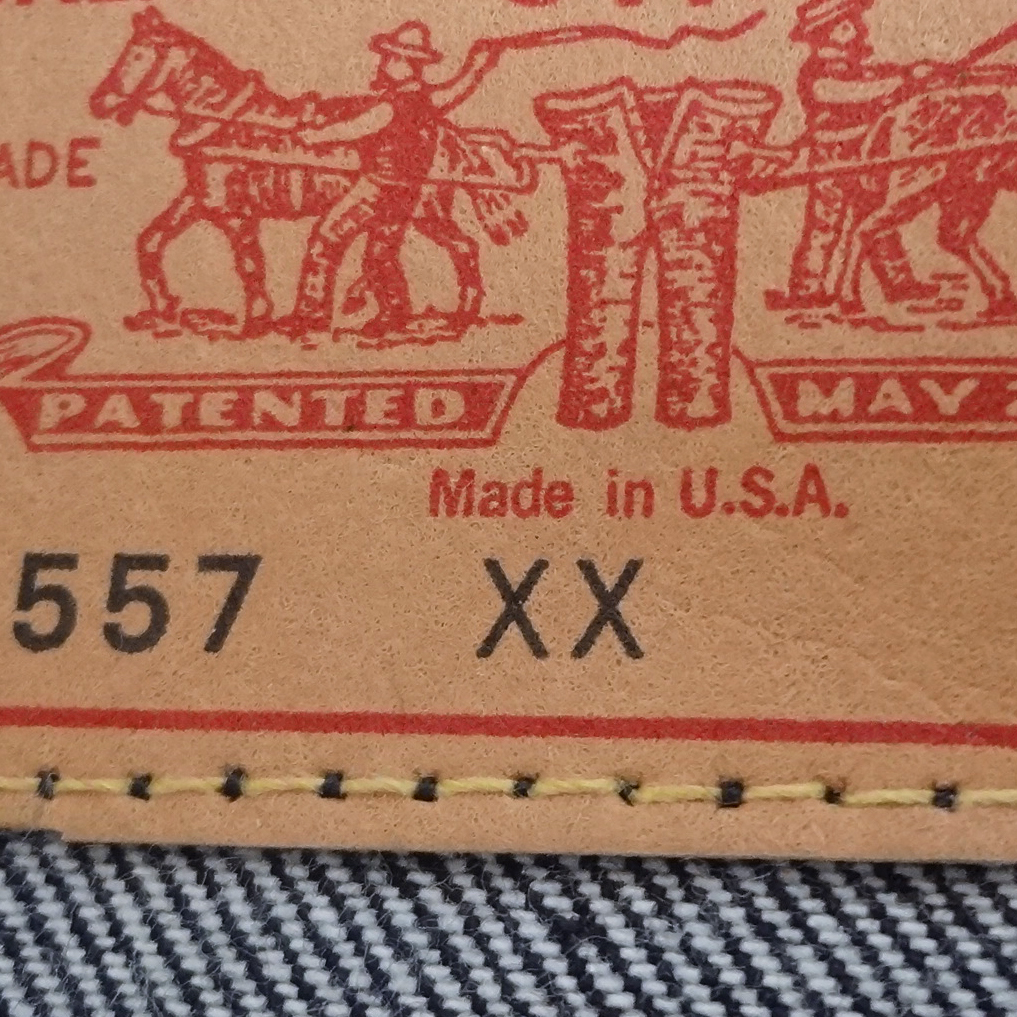 ADE
PATENTED MAY
Made in U.S.A.
557 XX